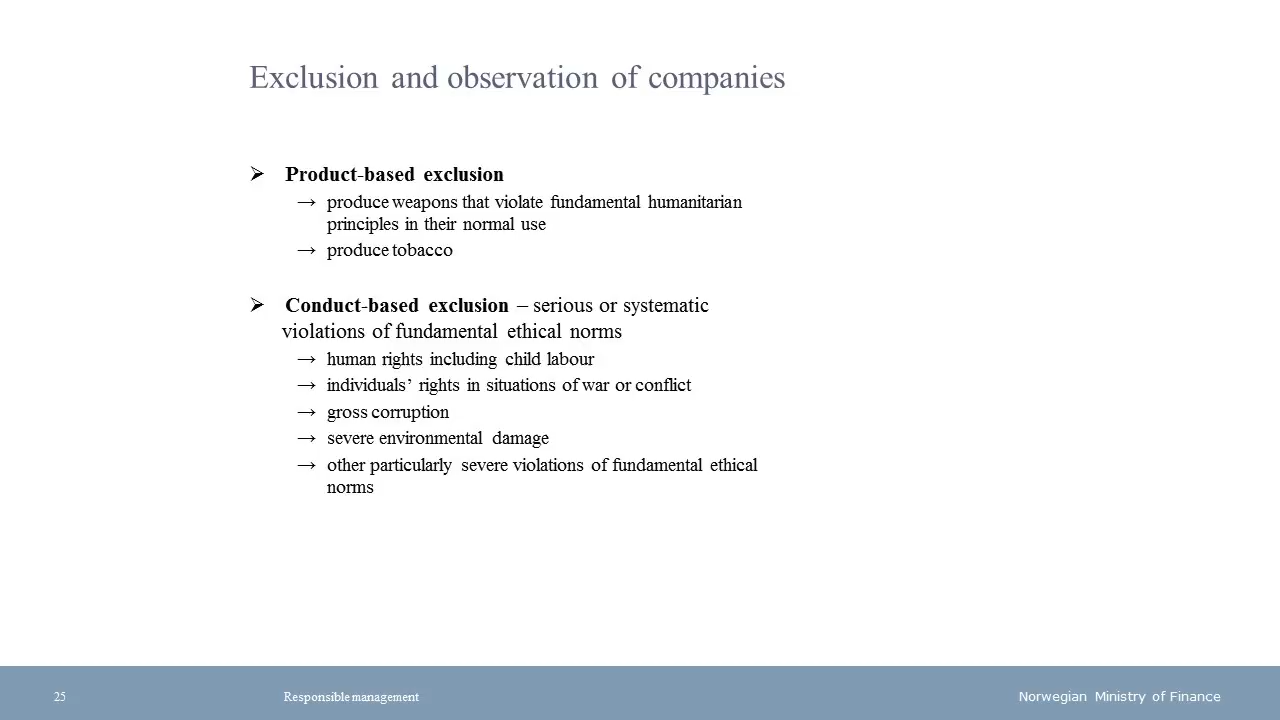 Exclusion and observation of companies
➢ Product-based exclusion
→ produce weapons that violate fundamental humanitarian
principles in their normal use
→ produce tobacco
➢ Conduct-based exclusion – serious or systematic
violations of fundamental ethical norms
→ human rights including child labour
→ individuals’ rights in situations of war or conflict
→ gross corruption
→ severe environmental damage
→ other particularly severe violations of fundamental ethical
norms
25 Responsible management Norwegian Ministry of Finance